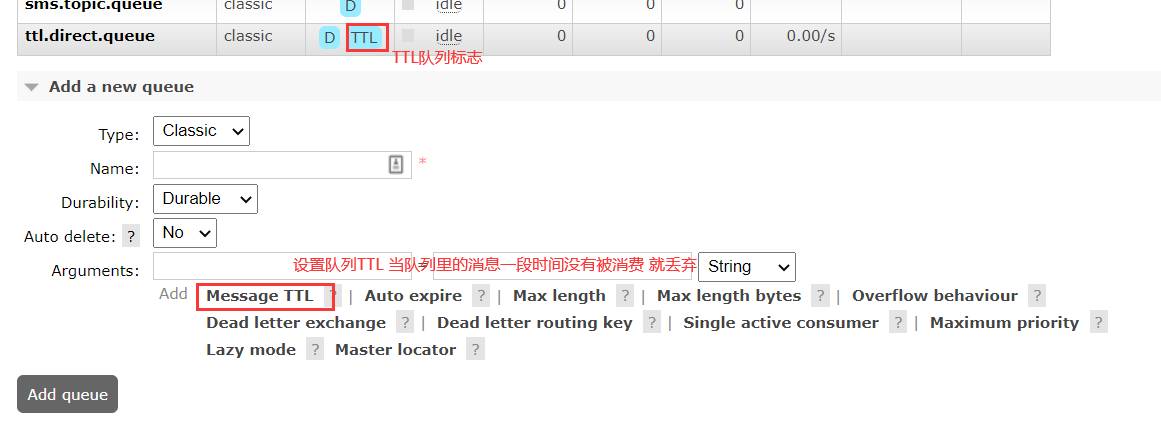 sms.topic.queue classic D idle 0 0 0
ttl.direct.queue classic D TTL idle 0 0 0 0.00/s
TTL队列标志
Add a new queue
Type: Classic
Name: *
Durability: Durable
Auto delete: ? No
Arguments: = 设置队列TTL 当队列里的消息一段时间没有被消费 就丢弃 String
Add Message TTL ? | Auto expire ? | Max length ? | Max length bytes ? | Overflow behaviour ?
Dead letter exchange ? | Dead letter routing key ? | Single active consumer ? | Maximum priority ?
Lazy mode ? Master locator ?
Add queue